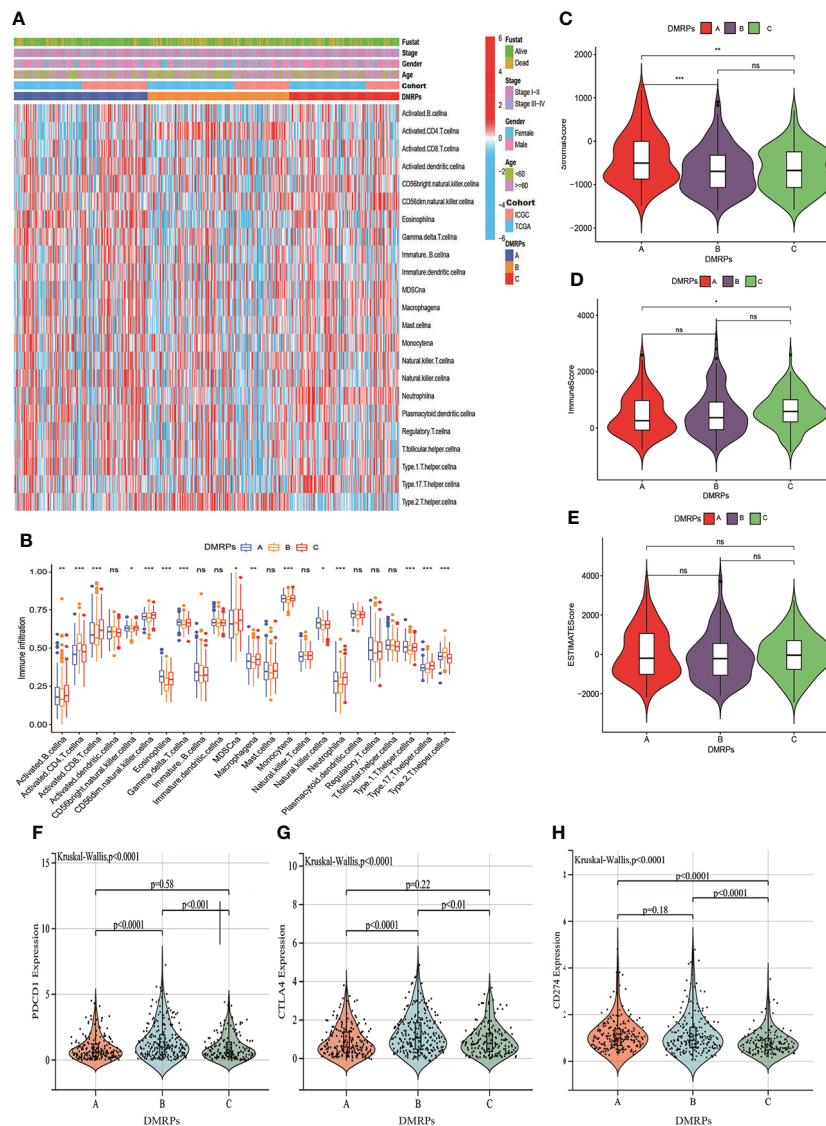 A
Fustat
Stage
Gender
Age
Cohort
DMRPs
Activated.B.cellna
Activated.CD4.T.cellna
Activated.CD8.T.cellna
Activated.dendritic.cellna
CD56bright.natural.killer.cellna
CD56dim.natural.killer.cellna
Eosinophilna
Gamma.delta.T.cellna
Immature..B.cellna
Immature.dendritic.cellna
MDSCna
Macrophagena
Mast.cellna
Monocytena
Natural.killer.T.cellna
Natural.killer.cellna
Neutrophilna
Plasmacytoid.dendritic.cellna
Regulatory.T.cellna
T.follicular.helper.cellna
Type.1.T.helper.cellna
Type.17.T.helper.cellna
Type.2.T.helper.cellna
6
4
2
0
−2
−4
−6
Fustat
Alive
Dead
Stage
Stage I−II
Stage III−IV
Gender
Female
Male
Age
<60
>=60
Cohort
ICGC
TCGA
DMRPs
A
B
C
B
DMRPs A B C
** *** *** ns * *** *** *** ns ns * ** ns *** ns * *** ns ns ns *** *** ***
Immune infiltration
1.00
0.75
0.50
0.25
0.00
Activated.B.cellna
Activated.CD4.T.cellna
Activated.CD8.T.cellna
Activated.dendritic.cellna
CD56bright.natural.killer.cellna
CD56dim.natural.killer.cellna
Eosinophilna
Gamma.delta.T.cellna
Immature..B.cellna
Immature.dendritic.cellna
MDSCna
Macrophagena
Mast.cellna
Monocytena
Natural.killer.T.cellna
Natural.killer.cellna
Neutrophilna
Plasmacytoid.dendritic.cellna
Regulatory.T.cellna
T.follicular.helper.cellna
Type.1.T.helper.cellna
Type.17.T.helper.cellna
Type.2.T.helper.cellna
C
DMRPs A B C
**
*** ns
StromalScore
2000
0
−1000
−2000
A B C
DMRPs
D
DMRPs A B C
*
ns ns
ImmuneScore
4000
2000
0
A B C
DMRPs
E
DMRPs A B C
ns
ns ns
ESTIMATEScore
4000
2000
0
−2000
A B C
DMRPs
F
Kruskal-Wallis,p<0.0001
p=0.58
p<0.001
p<0.0001
PDCD1 Expression
15
10
5
0
A B C
DMRPs
G
Kruskal-Wallis,p<0.0001
p=0.22
p<0.01
p<0.0001
CTLA4 Expression
6
4
2
0
A B C
DMRPs
H
Kruskal-Wallis,p<0.0001
p<0.0001
p<0.0001
p=0.18
CD274 Expression
6
4
2
0
A B C
DMRPs